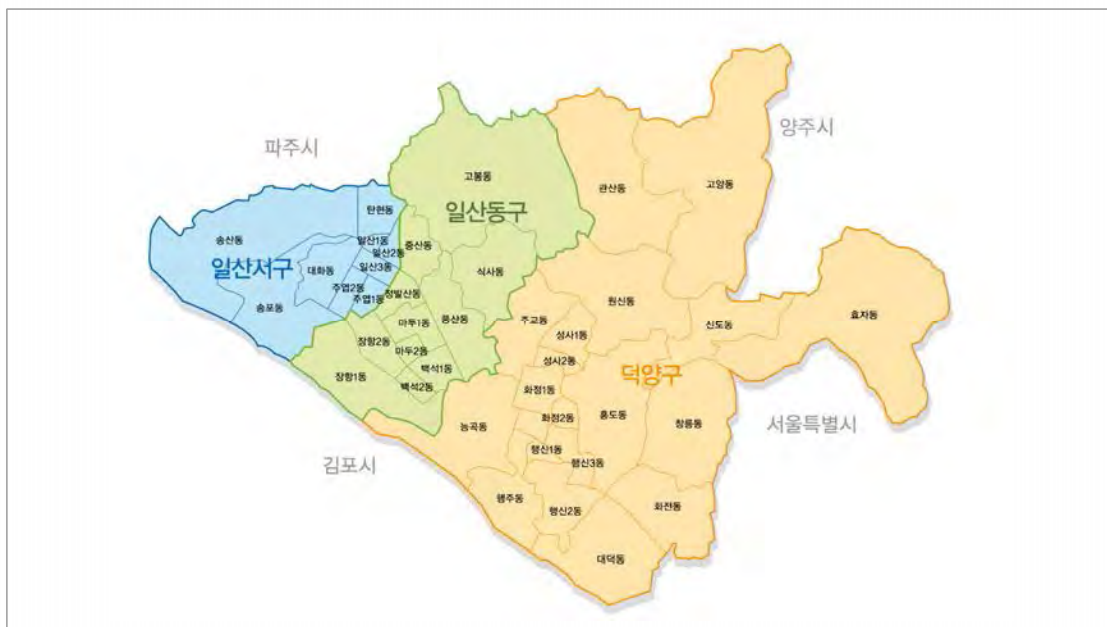 양주시
파주시
고봉동
관산동
고양동
탄현동
일산동구
송산동
일산1동
중산동
일산2동
일산서구
대화동
일산3동
식사동
주엽2동
정발산동
주엽1동
송포동
원신동
효자동
마두1동
풍산동
주교동
신도동
성사1동
장항2동
마두2동
성사2동
백석1동
장항1동
덕양구
백석2동
화정1동
흥도동
화정2동
창릉동
서울특별시
능곡동
행신1동
김포시
행신3동
행주동
행신2동
화전동
대덕동